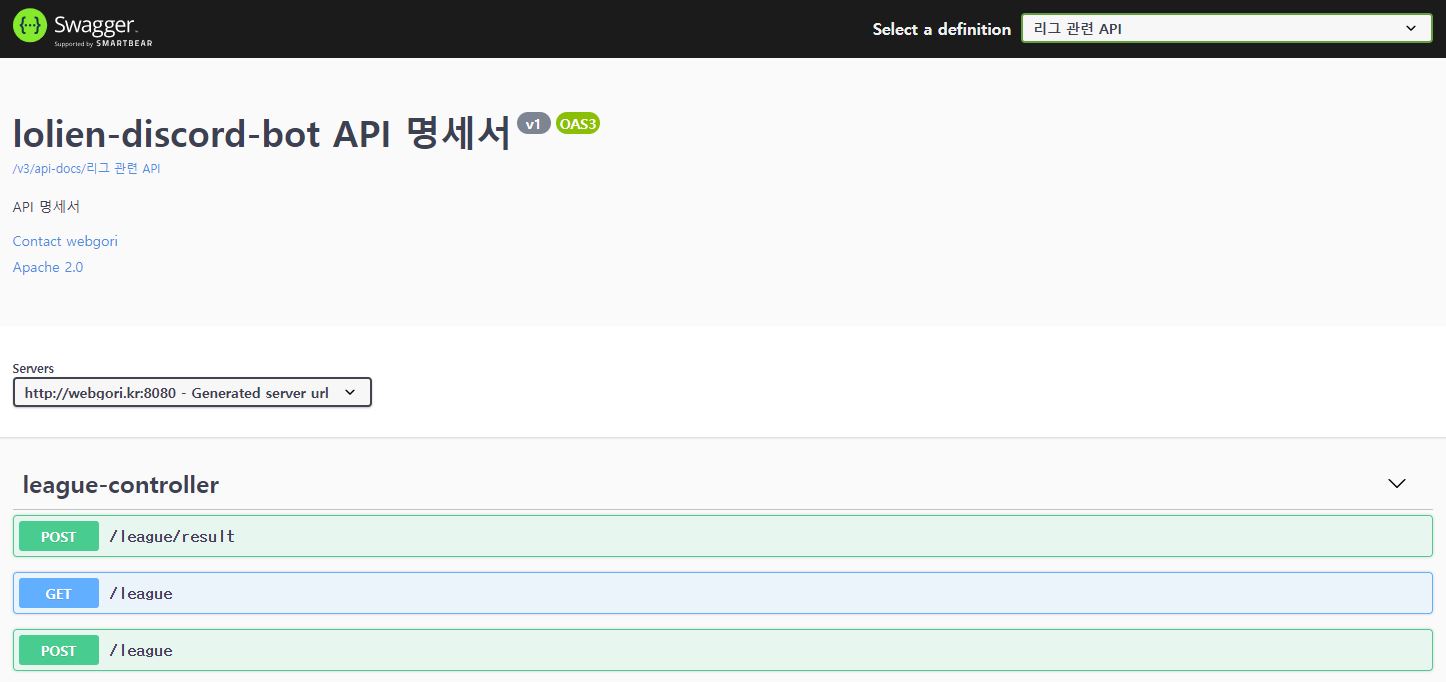 Swagger.
Supported by SMARTBEAR
Select a definition
리그 관련 API
lolien-discord-bot API 명세서 v1 OAS3
/v3/api-docs/리그 관련 API
API 명세서
Contact webgori
Apache 2.0
Servers
http://webgori.kr:8080 - Generated server url
league-controller
POST /league/result
GET /league
POST /league